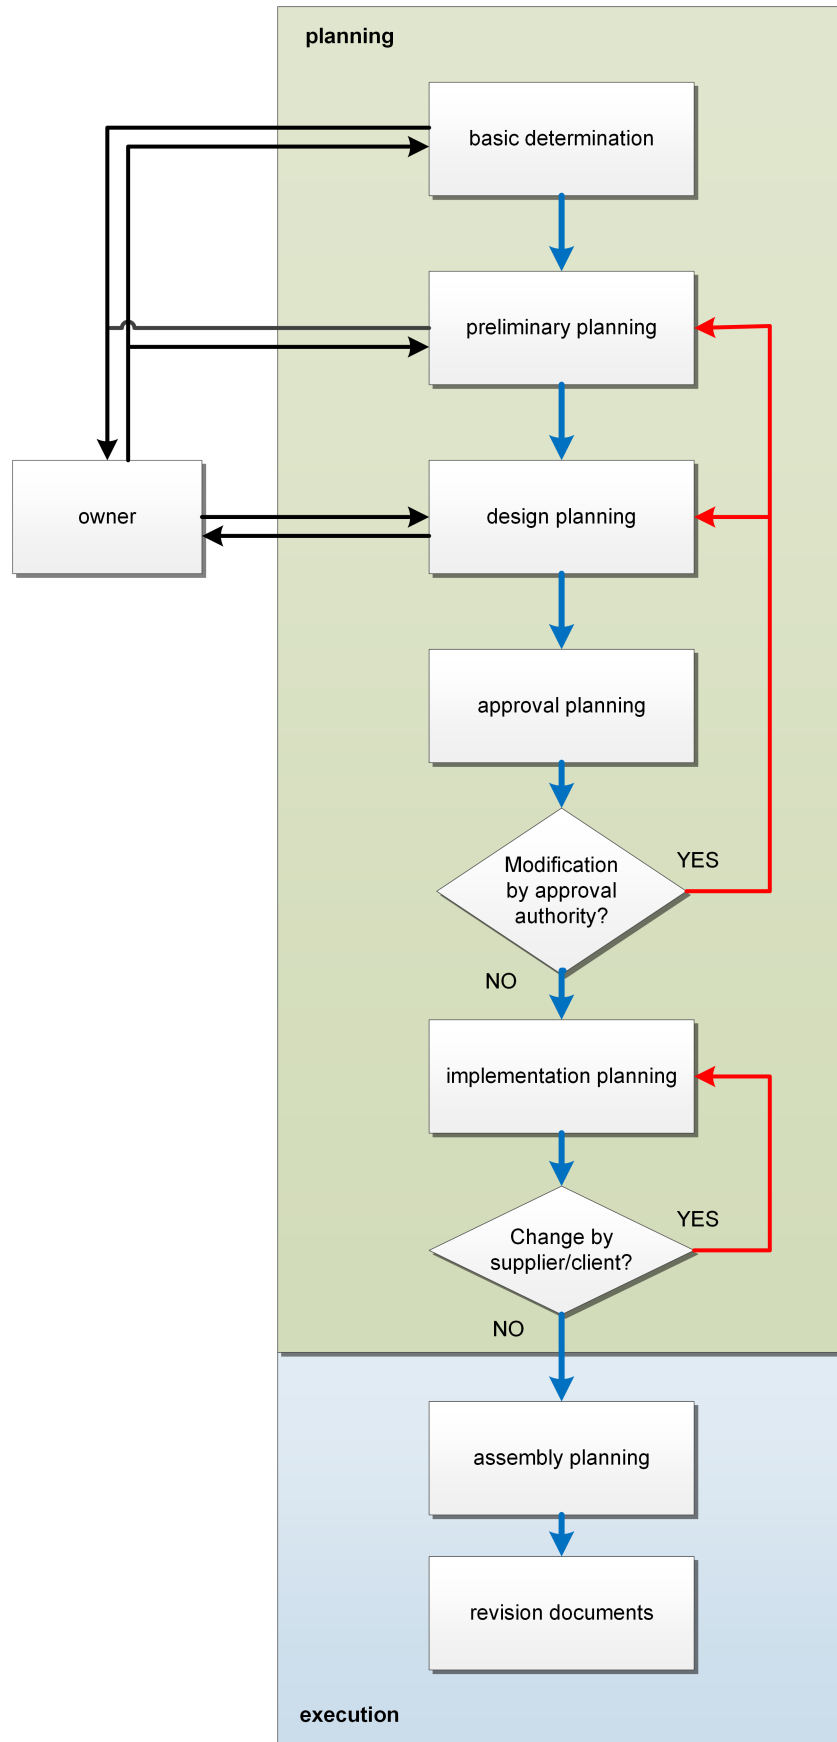 planning
basic determination
preliminary planning
owner
design planning
approval planning
Modification
by approval
authority?
YES
NO
implementation planning
Change by
supplier/client?
YES
NO
assembly planning
revision documents
execution